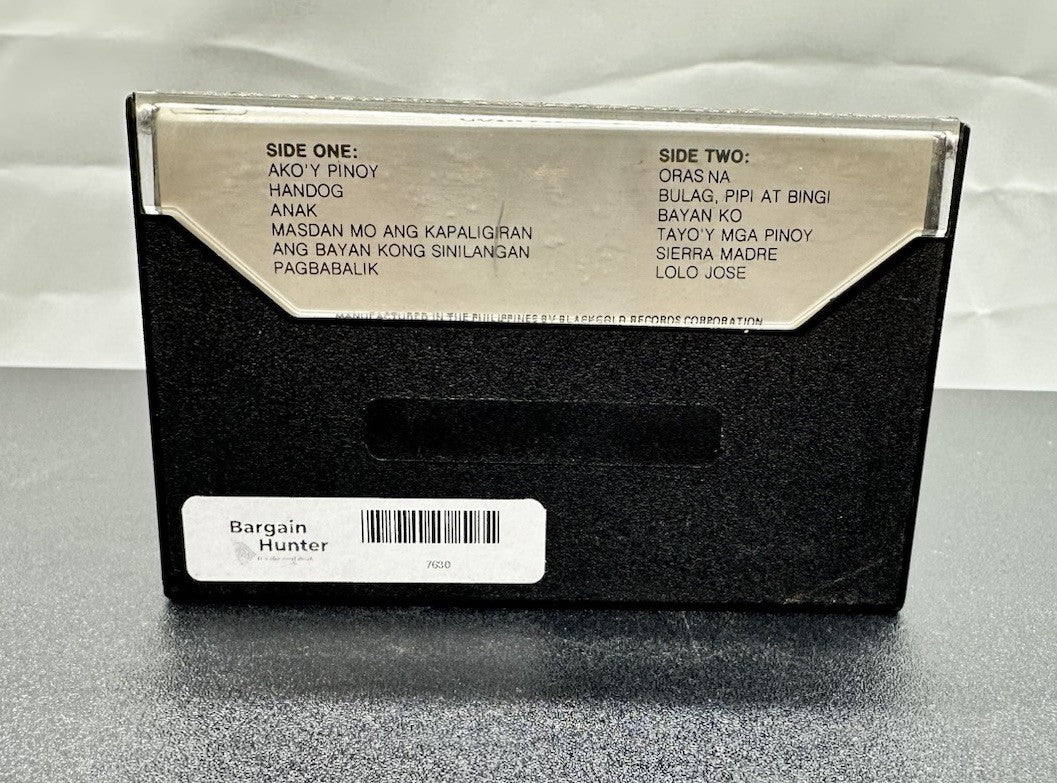 SIDE ONE:
AKO'Y PINOY
HANDOG
ANAK
MASDAN MO ANG KAPALIGIRAN
ANG BAYAN KONG SINILANGAN
PAGBABALIK
SIDE TWO:
ORAS NA
BULAG, PIPI AT BINGI
BAYAN KO
TAYO'Y MGA PINOY
SIERRA MADRE
LOLO JOSE
MANUFACTURED IN THE PHILIPPINES BY BLACKGOLD RECORDS CORPORATION
Bargain
Hunter
7630